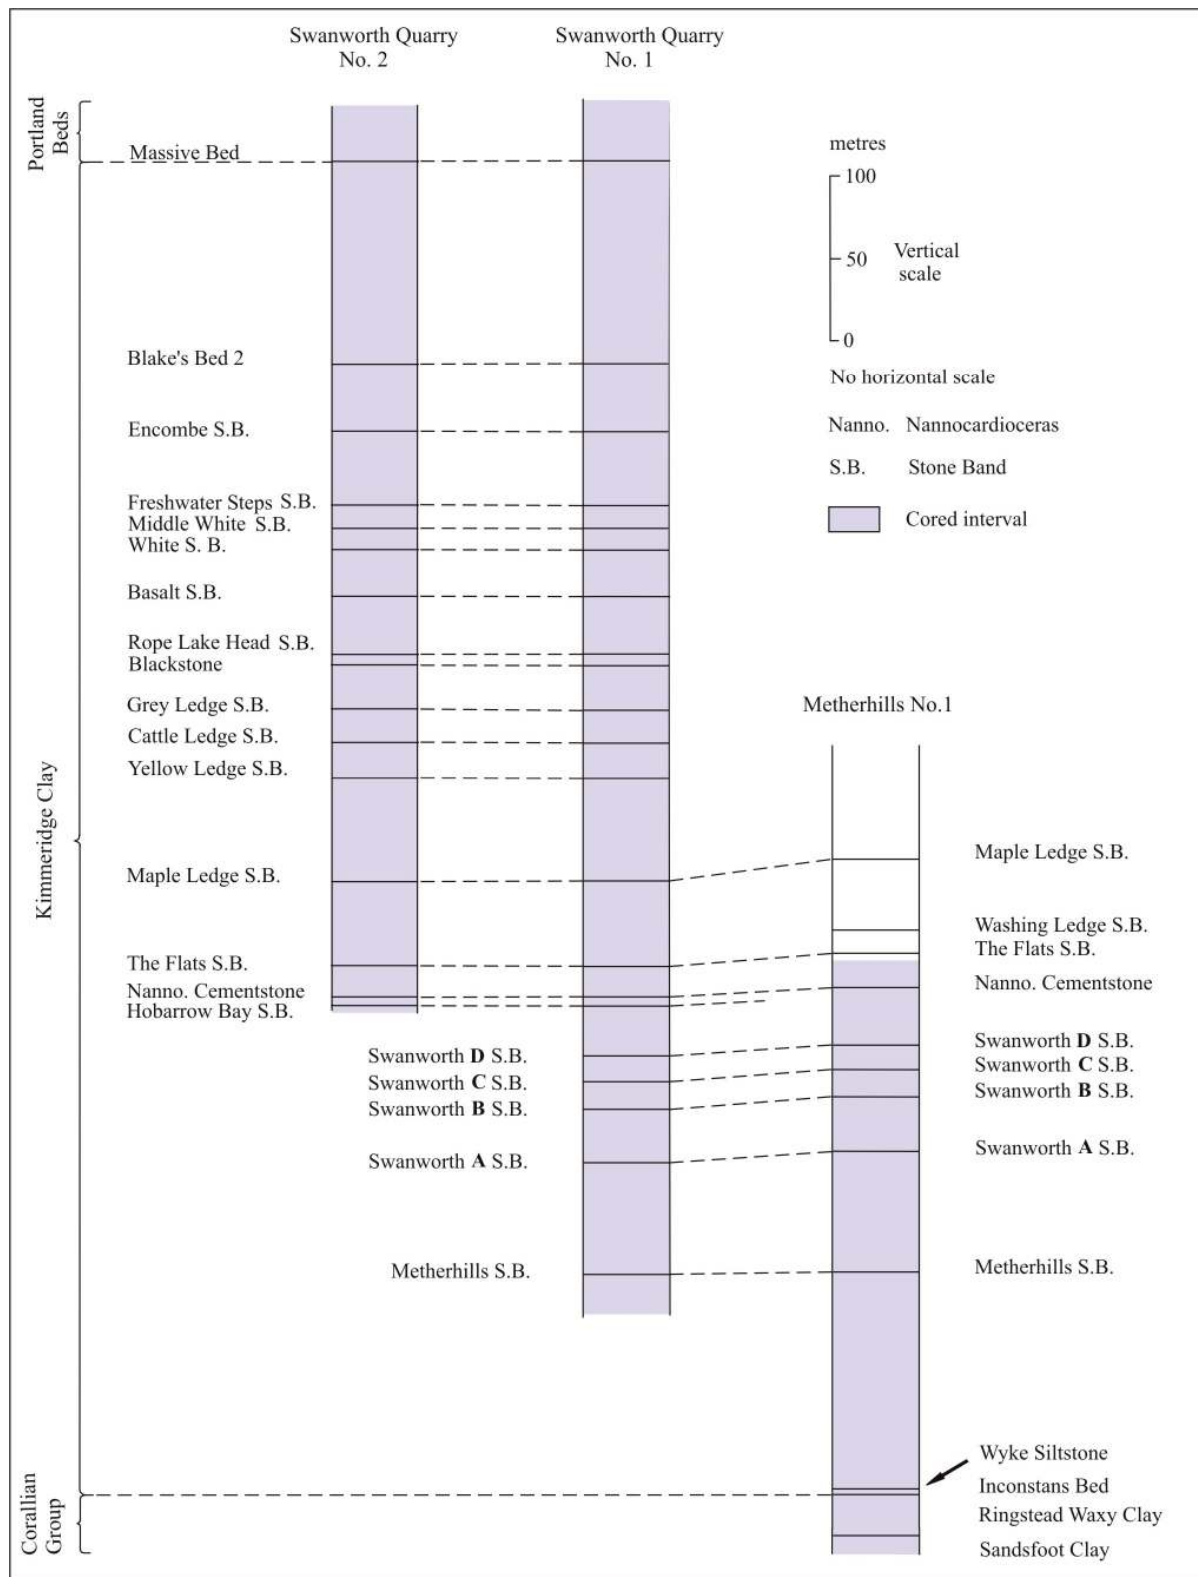 Swanworth Quarry
No. 2
Swanworth Quarry
No. 1
Portland
Beds
Massive Bed
metres
100
50
Vertical
scale
0
Blake's Bed 2
No horizontal scale
Encombe S.B.
Nanno. Nannocardioceras
S.B. Stone Band
Cored interval
Freshwater Steps S.B.
Middle White S.B.
White S. B.
Basalt S.B.
Rope Lake Head S.B.
Blackstone
Grey Ledge S.B.
Cattle Ledge S.B.
Yellow Ledge S.B.
Metherhills No.1
Kimmeridge Clay
Maple Ledge S.B.
The Flats S.B.
Nanno. Cementstone
Hobarrow Bay S.B.
Swanworth D S.B.
Swanworth C S.B.
Swanworth B S.B.
Swanworth A S.B.
Metherhills S.B.
Maple Ledge S.B.
Washing Ledge S.B.
The Flats S.B.
Nanno. Cementstone
Swanworth D S.B.
Swanworth C S.B.
Swanworth B S.B.
Swanworth A S.B.
Metherhills S.B.
Wyke Siltstone
Inconstans Bed
Ringstead Waxy Clay
Sandsfoot Clay
Corallian
Group